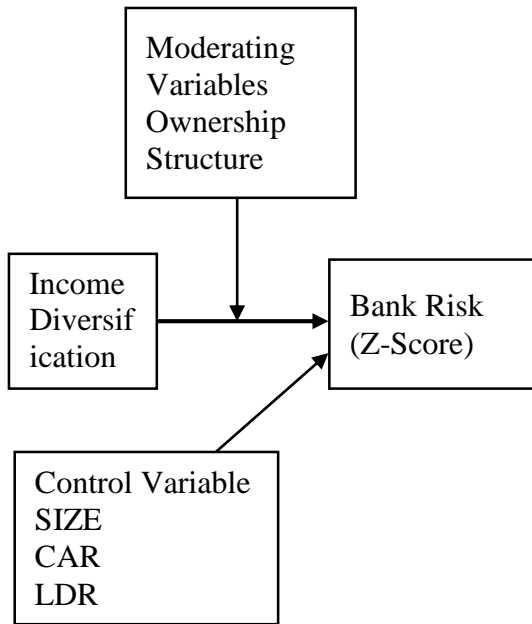 Moderating
Variables
Ownership
Structure
Income
Diversif
ication
Bank Risk
(Z-Score)
Control Variable
SIZE
CAR
LDR